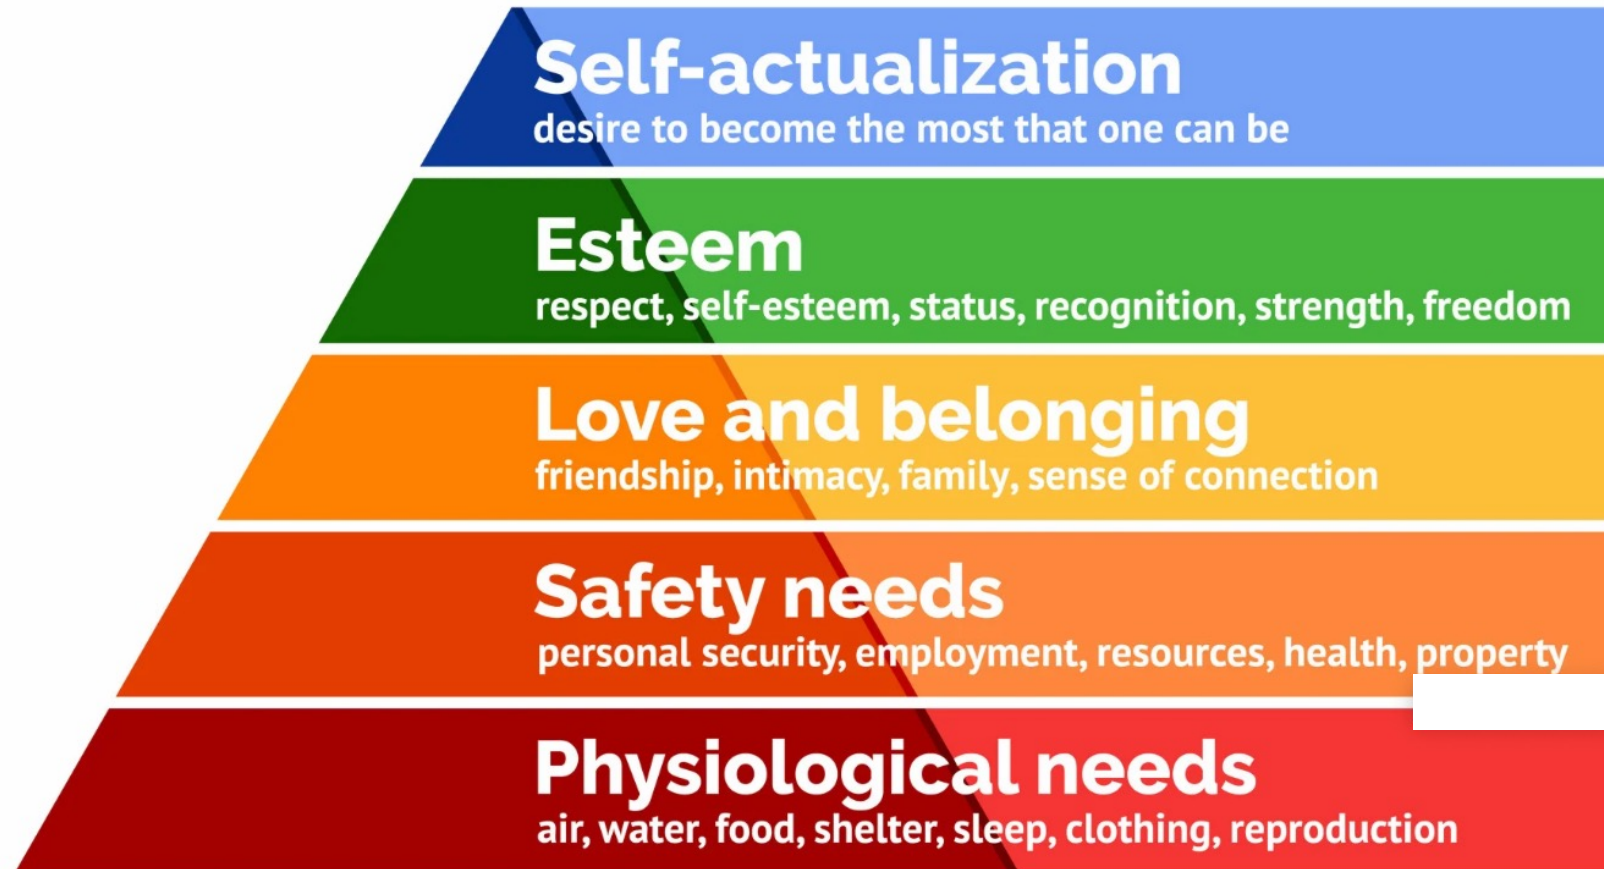 Self-actualization
desire to become the most that one can be
Esteem
respect, self-esteem, status, recognition, strength, freedom
Love and belonging
friendship, intimacy, family, sense of connection
Safety needs
personal security, employment, resources, health, property
Physiological needs
air, water, food, shelter, sleep, clothing, reproduction